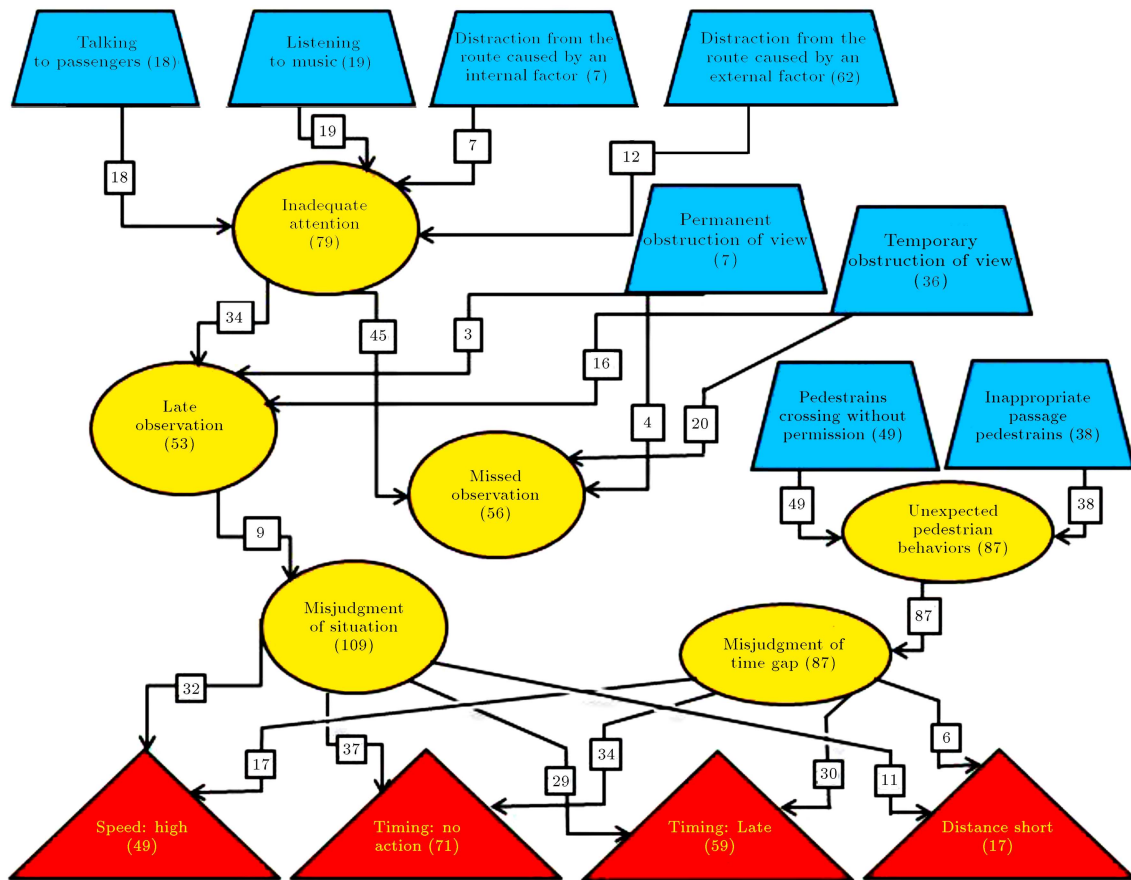 Talking
to passengers (18)
Listening
to music (19)
Distraction from the
route caused by an
internal factor (7)
Distraction from the
route caused by an
external factor (62)
19
7
12
18
Inadequate
attention
(79)
Permanent
obstruction of view
(7)
Temporary
obstruction of view
(36)
34
45
3
16
Late
observation
(53)
Pedestrains
crossing without
permission (49)
Inappropriate
passage
pedestrains (38)
4
20
Missed
observation
(56)
49
38
Unexpected
pedestrian
behaviors (87)
9
Misjudgment
of situation
(109)
87
Misjudgment of
time gap (87)
32
17
37
29
34
30
11
6
Speed: high
(49)
Timing: no
action (71)
Timing: Late
(59)
Distance short
(17)